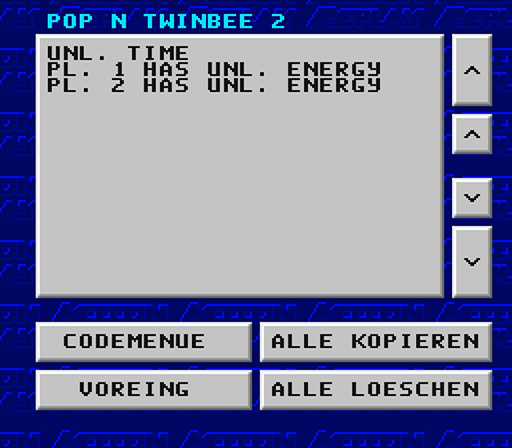 POP N TWINBEE 2
UNL. TIME
PL. 1 HAS UNL. ENERGY
PL. 2 HAS UNL. ENERGY
CODEMENUE
ALLE KOPIEREN
VOREING
ALLE LOESCHEN